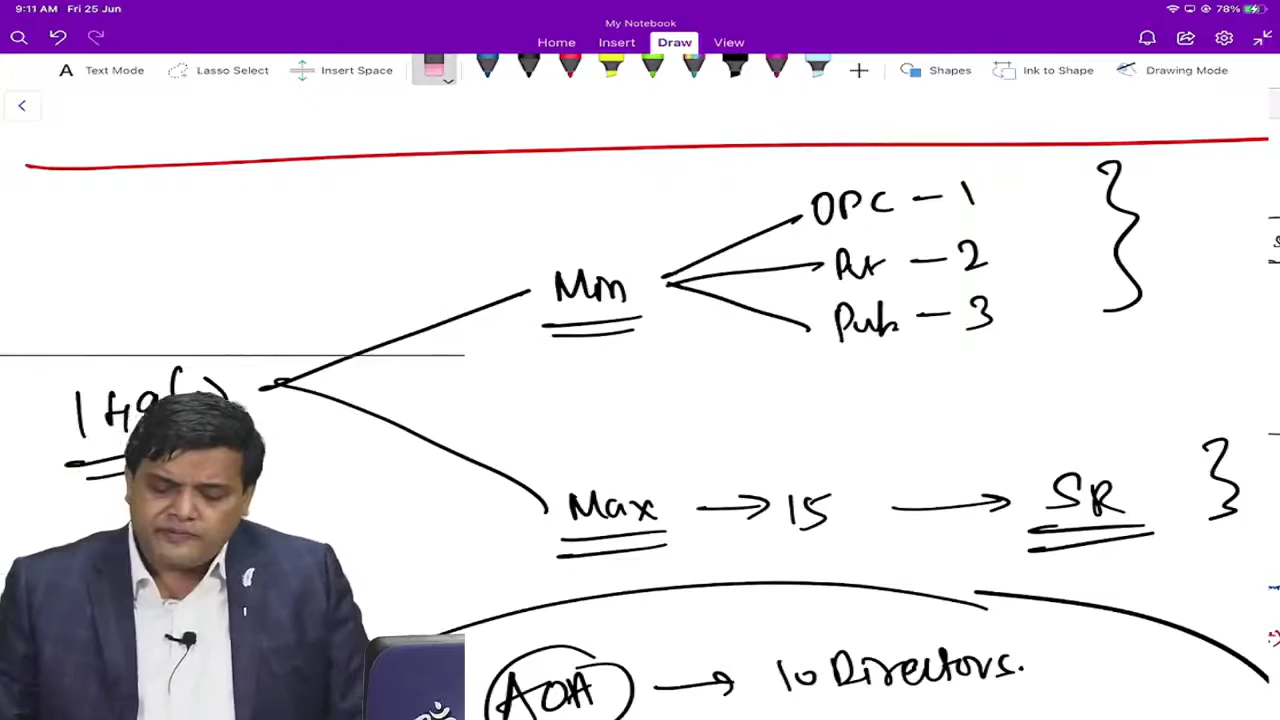 9:11 AM Fri 25 Jun
78%
My Notebook
Home Insert Draw View
A Text Mode Lasso Select Insert Space Shapes Ink to Shape Drawing Mode
OPC - 1
Min
Pvt - 2
Pub - 3
Max → 15 → SR
AOA → 10 Directors.